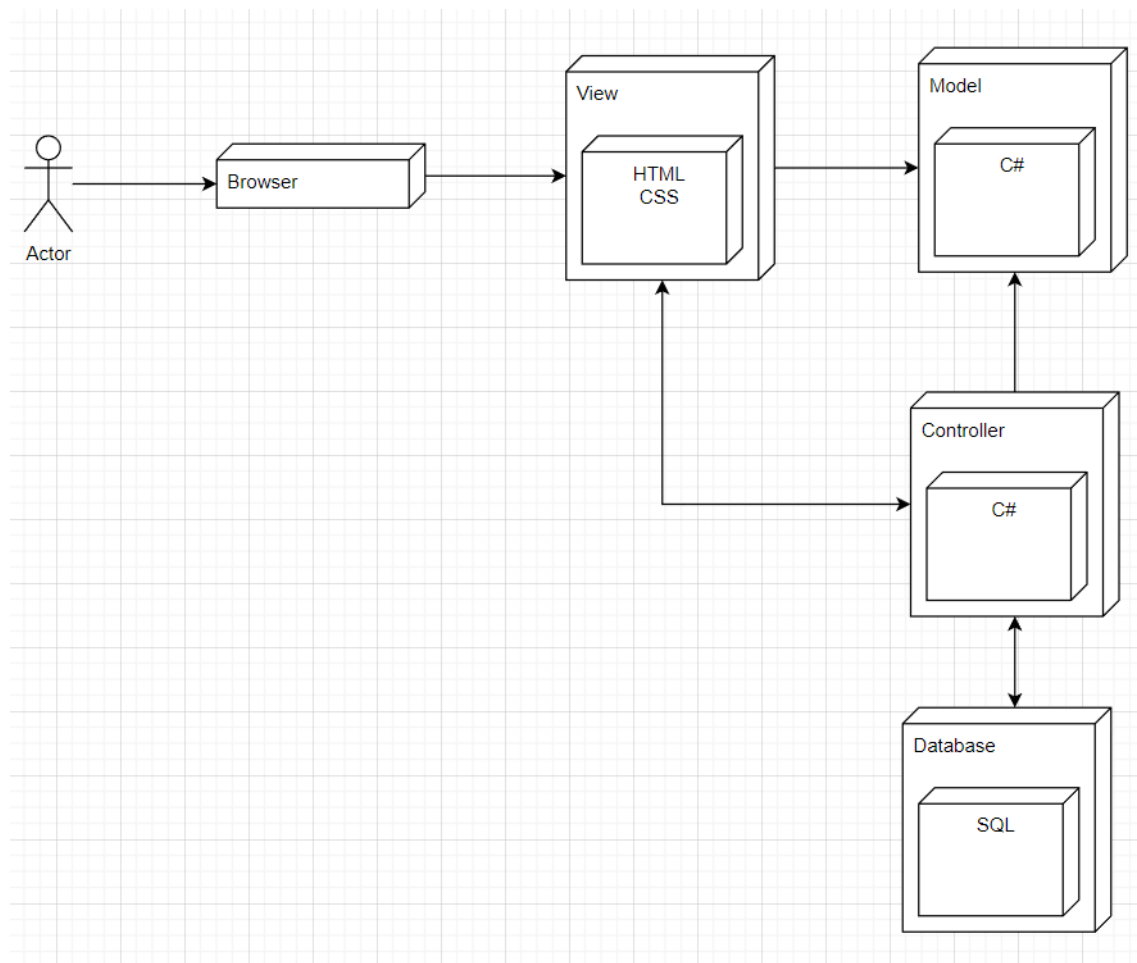 View
Model
HTML
CSS
C#
Browser
Actor
Controller
C#
Database
SQL